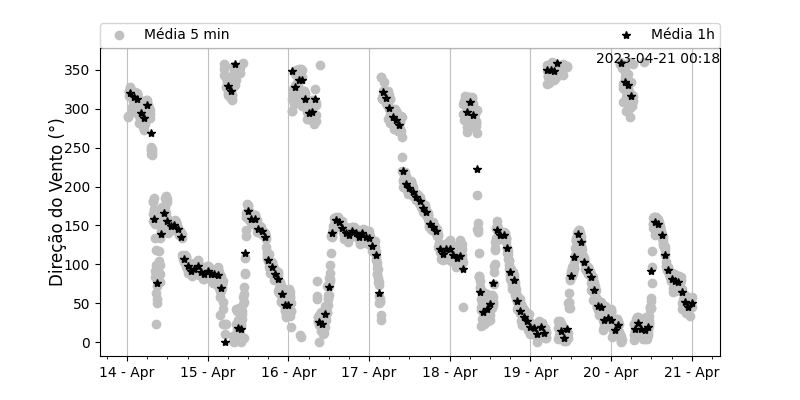 Média 5 min
Média 1h
2023-04-21 00:18
Direção do Vento (°)
350
300
250
200
150
100
50
0
14 - Apr
15 - Apr
16 - Apr
17 - Apr
18 - Apr
19 - Apr
20 - Apr
21 - Apr